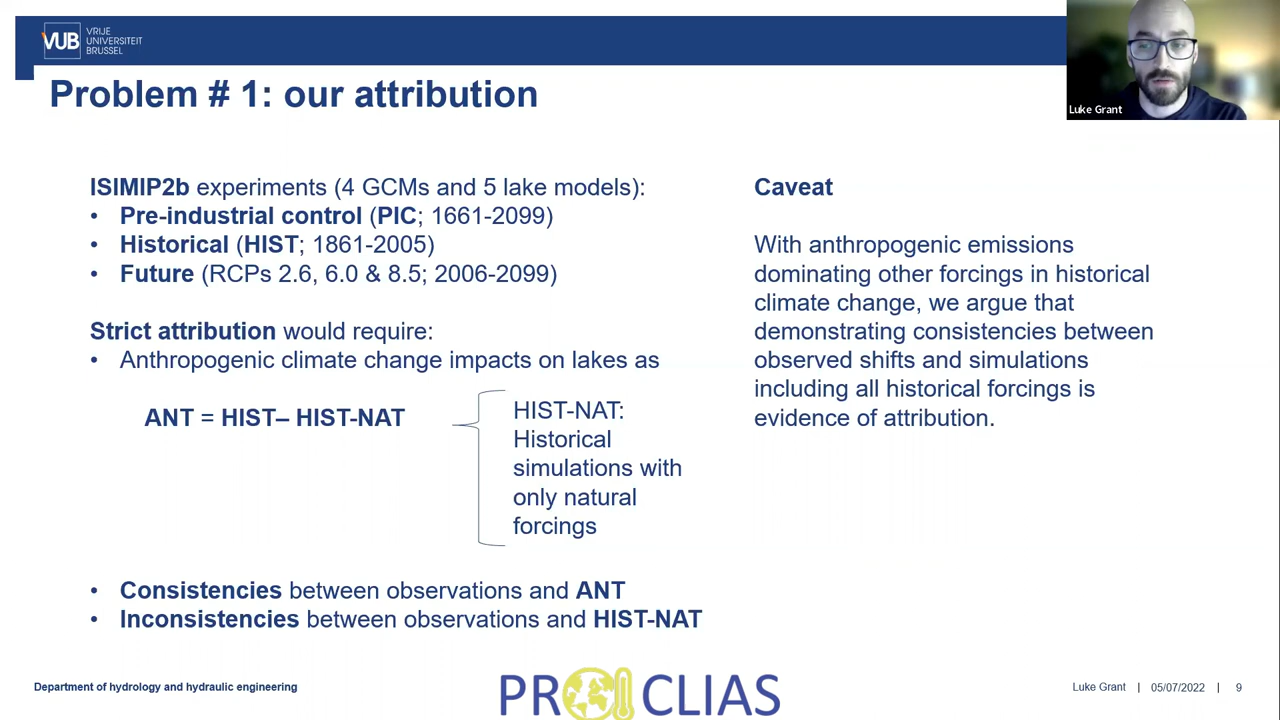 VUB
VRIJE
UNIVERSITEIT
BRUSSEL
Luke Grant
Problem # 1: our attribution
ISIMIP2b experiments (4 GCMs and 5 lake models):
• Pre-industrial control (PIC; 1661-2099)
• Historical (HIST; 1861-2005)
• Future (RCPs 2.6, 6.0 & 8.5; 2006-2099)
Strict attribution would require:
• Anthropogenic climate change impacts on lakes as
ANT = HIST– HIST-NAT
HIST-NAT:
Historical
simulations with
only natural
forcings
• Consistencies between observations and ANT
• Inconsistencies between observations and HIST-NAT
Caveat
With anthropogenic emissions
dominating other forcings in historical
climate change, we argue that
demonstrating consistencies between
observed shifts and simulations
including all historical forcings is
evidence of attribution.
Department of hydrology and hydraulic engineering
PROCLIAS
Luke Grant | 05/07/2022 | 9